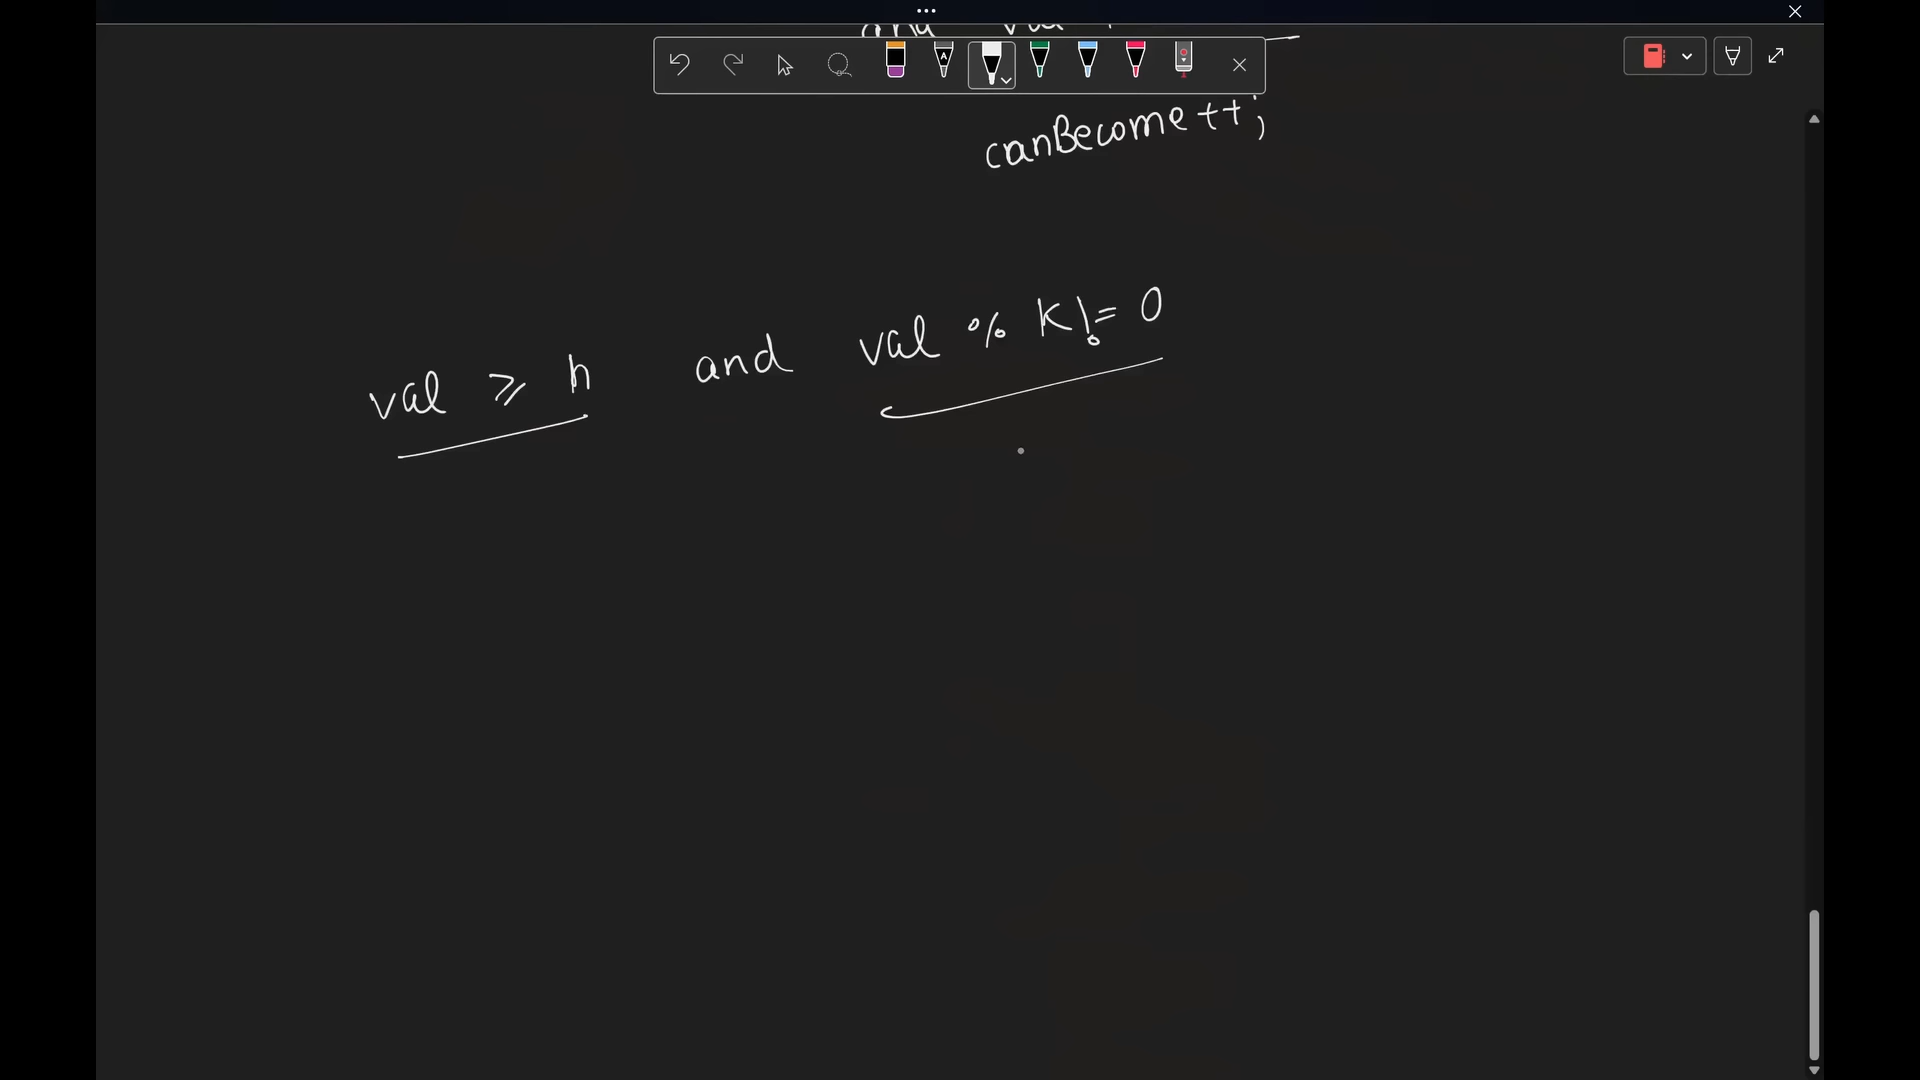 canBecome++;
val ≥ n and val % K != 0